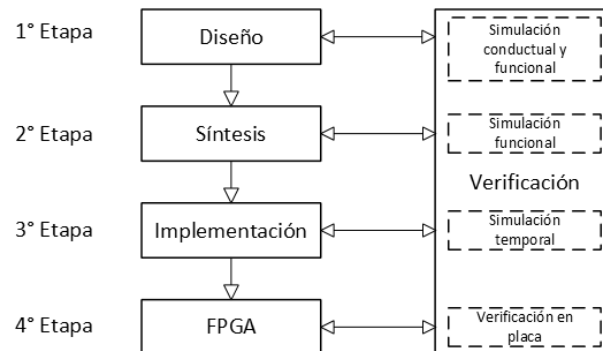 1° Etapa
Diseño
Simulación
conductual y
funcional
2° Etapa
Síntesis
Simulación
funcional
Verificación
3° Etapa
Implementación
Simulación
temporal
4° Etapa
FPGA
Verificación en
placa